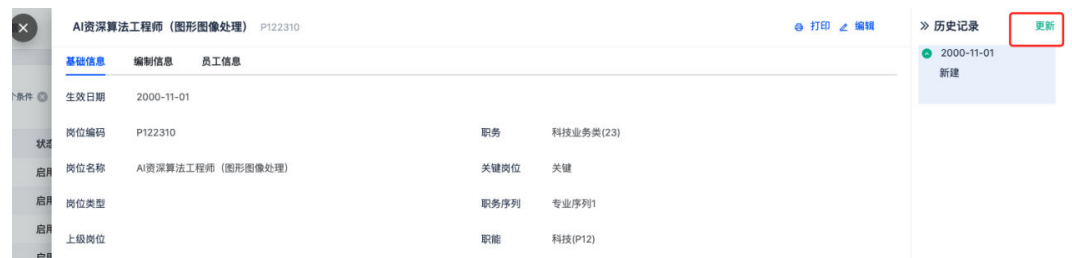 AI资深算法工程师（图形图像处理） P122310 打印 编辑 历史记录 更新
基础信息 编制信息 员工信息 2000-11-01
新建
个条件 生效日期 2000-11-01
岗位编码 P122310 职务 科技业务类(23)
状态
岗位名称 AI资深算法工程师（图形图像处理） 关键岗位 关键
启用
启用 岗位类型 职务序列 专业序列1
启用
上级岗位 职能 科技(P12)